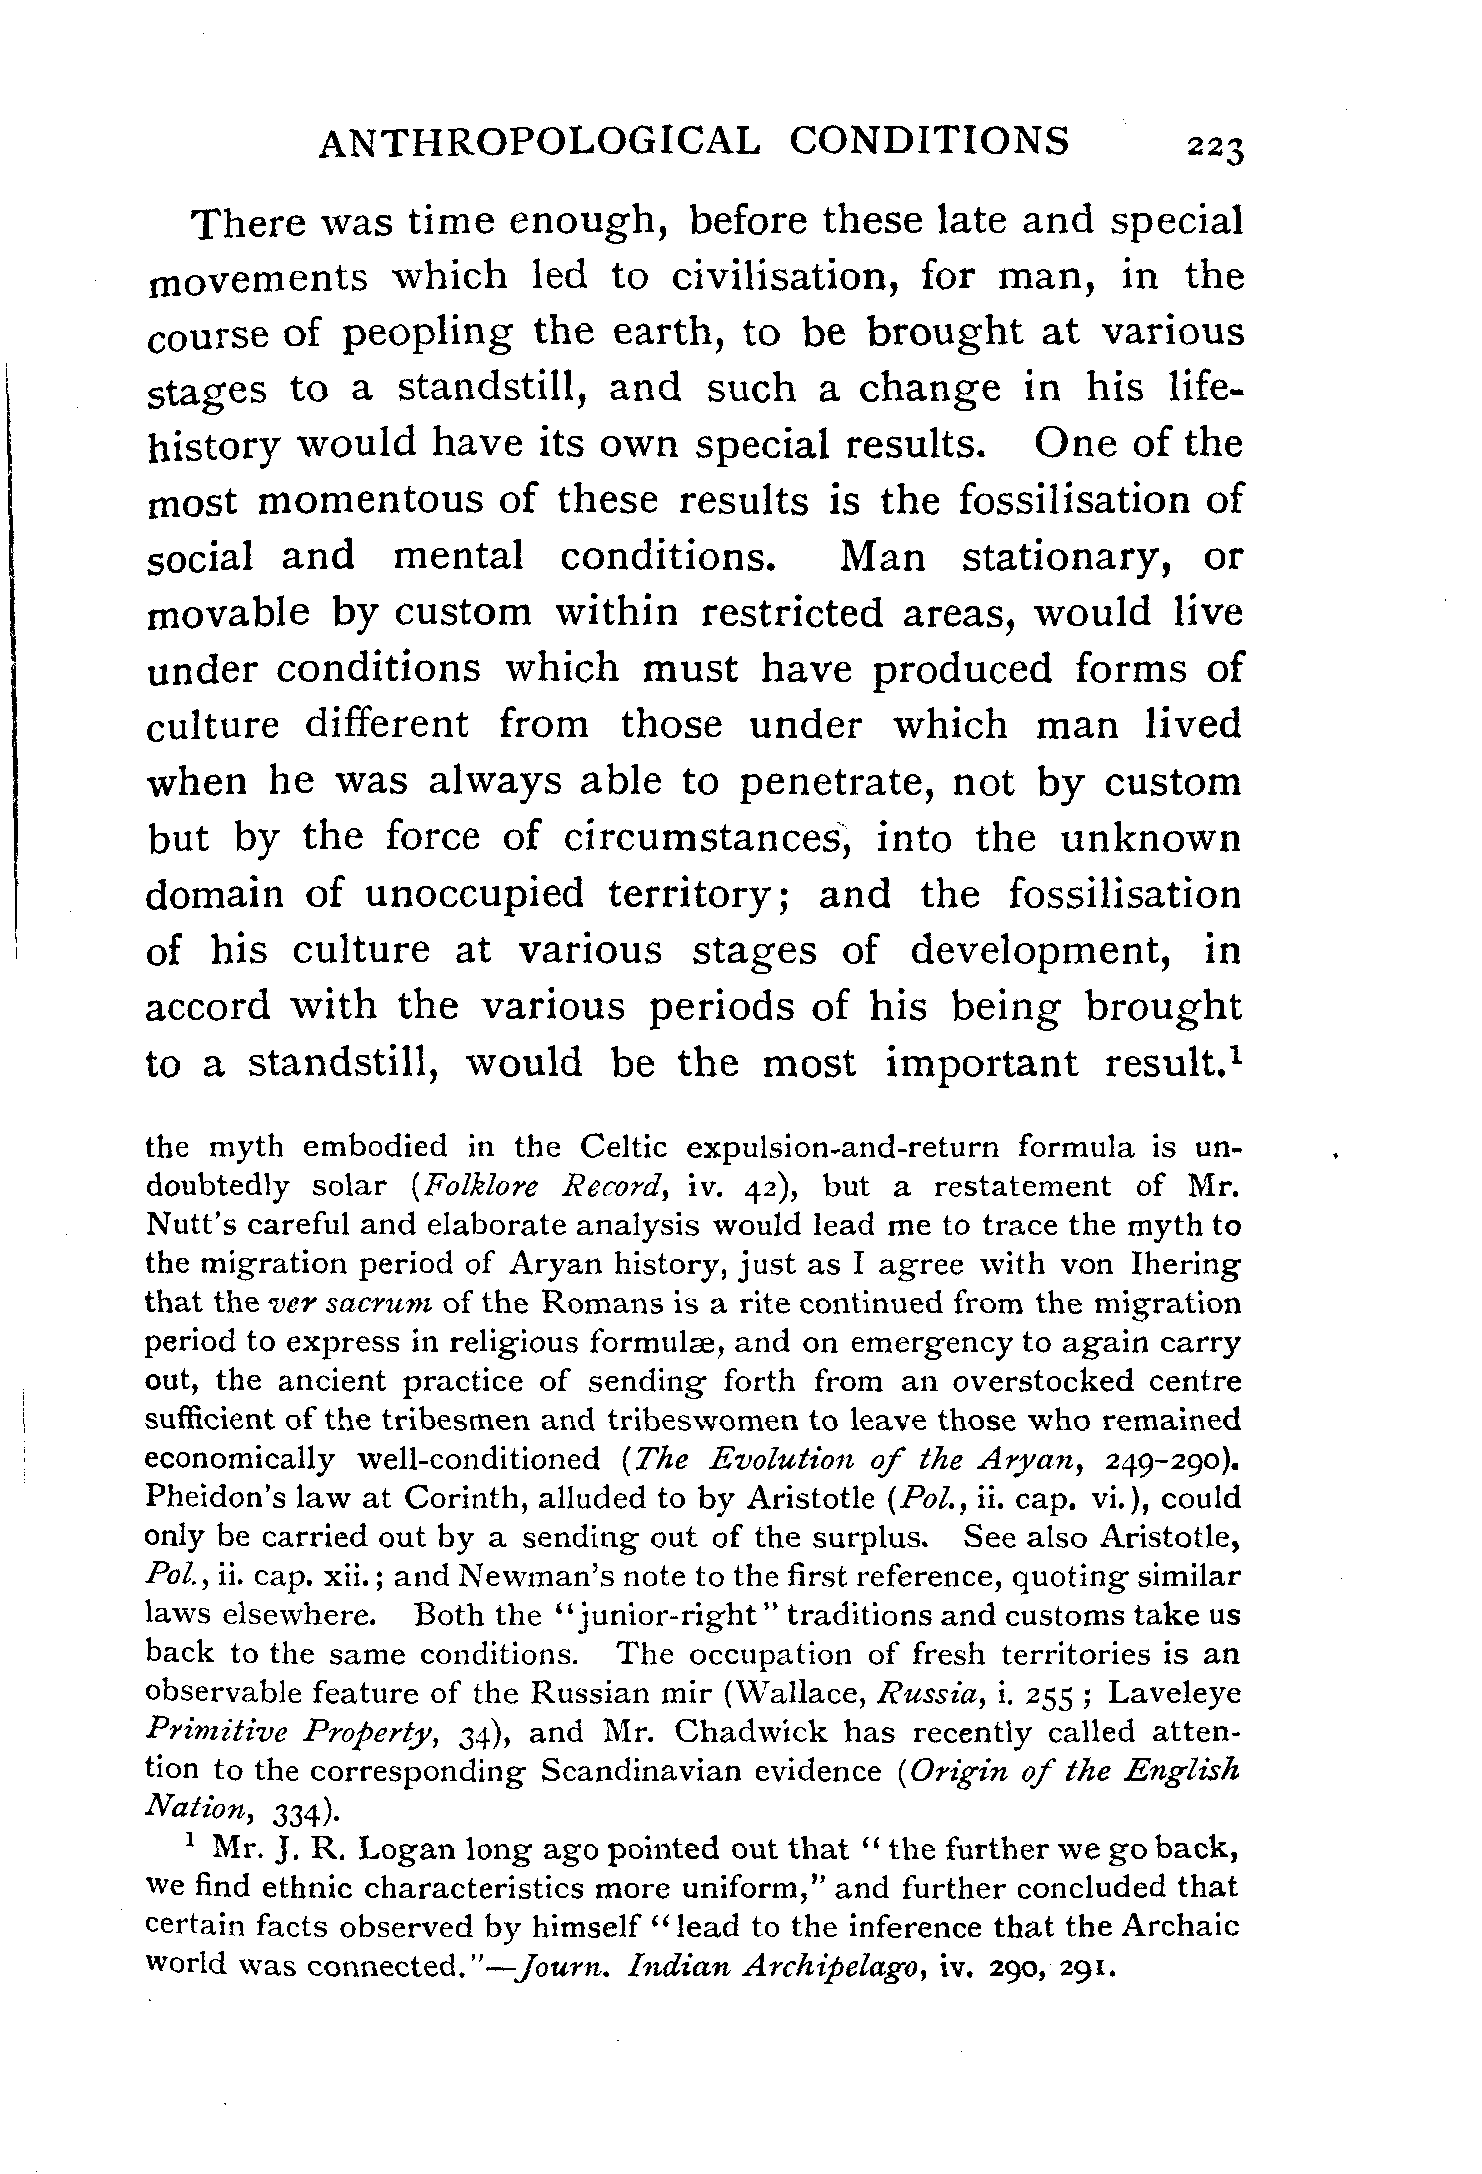 ANTHROPOLOGICAL CONDITIONS 223
There was time enough, before these late and special
movements which led to civilisation, for man, in the
course of peopling the earth, to be brought at various
stages to a standstill, and such a change in his life-
history would have its own special results. One of the
most momentous of these results is the fossilisation of
social and mental conditions. Man stationary, or
movable by custom within restricted areas, would live
under conditions which must have produced forms of
culture different from those under which man lived
when he was always able to penetrate, not by custom
but by the force of circumstances, into the unknown
domain of unoccupied territory; and the fossilisation
of his culture at various stages of development, in
accord with the various periods of his being brought
to a standstill, would be the most important result.¹
the myth embodied in the Celtic expulsion-and-return formula is un-
doubtedly solar (Folklore Record, iv. 42), but a restatement of Mr.
Nutt's careful and elaborate analysis would lead me to trace the myth to
the migration period of Aryan history, just as I agree with von Ihering
that the ver sacrum of the Romans is a rite continued from the migration
period to express in religious formulæ, and on emergency to again carry
out, the ancient practice of sending forth from an overstocked centre
sufficient of the tribesmen and tribeswomen to leave those who remained
economically well-conditioned (The Evolution of the Aryan, 249-290).
Pheidon's law at Corinth, alluded to by Aristotle (Pol., ii. cap. vi.), could
only be carried out by a sending out of the surplus. See also Aristotle,
Pol., ii. cap. xii.; and Newman's note to the first reference, quoting similar
laws elsewhere. Both the "junior-right" traditions and customs take us
back to the same conditions. The occupation of fresh territories is an
observable feature of the Russian mir (Wallace, Russia, i. 255; Laveleye
Primitive Property, 34), and Mr. Chadwick has recently called atten-
tion to the corresponding Scandinavian evidence (Origin of the English
Nation, 334).
¹ Mr. J. R. Logan long ago pointed out that "the further we go back,
we find ethnic characteristics more uniform," and further concluded that
certain facts observed by himself "lead to the inference that the Archaic
world was connected."—Journ. Indian Archipelago, iv. 290, 291.